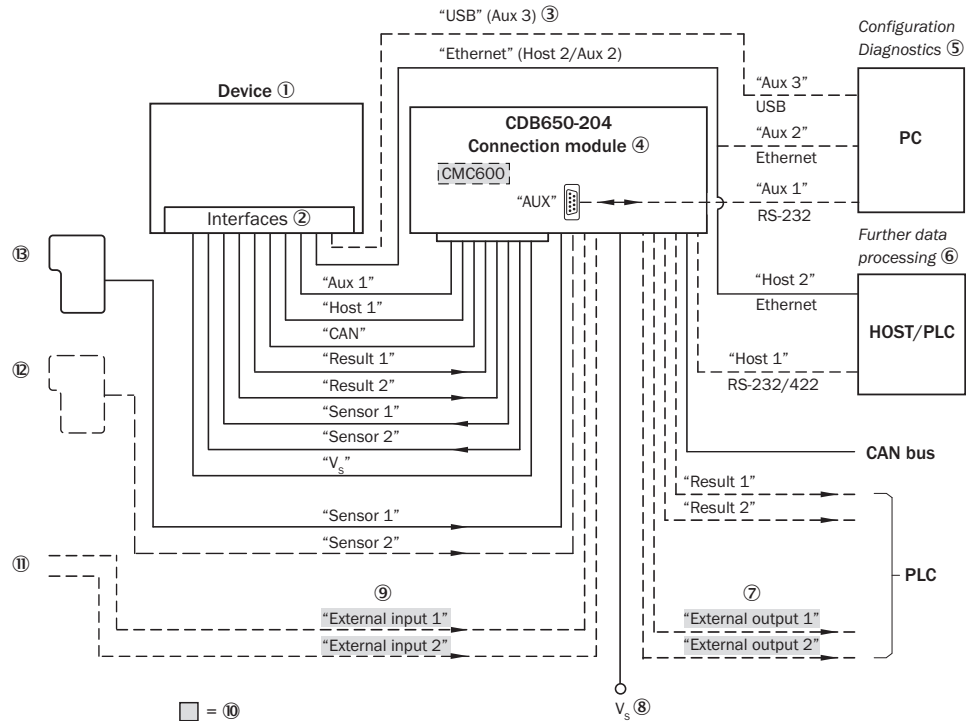 “USB” (Aux 3) ③
“Ethernet” (Host 2/Aux 2)
Configuration
Diagnostics ⑤
Device ①
CDB650-204
Connection module ④
CMC600
“AUX”
Interfaces ②
“Aux 3”
USB
“Aux 2”
Ethernet
“Aux 1”
RS-232
PC
Further data
processing ⑥
“Host 2”
Ethernet
“Host 1”
RS-232/422
HOST/PLC
⑬
⑫
“Aux 1”
“Host 1”
“CAN”
“Result 1”
“Result 2”
“Sensor 1”
“Sensor 2”
“Vs”
CAN bus
“Result 1”
“Result 2”
PLC
“Sensor 1”
“Sensor 2”
⑪
⑨
“External input 1”
“External input 2”
⑦
“External output 1”
“External output 2”
Vs ⑧
= ⑩